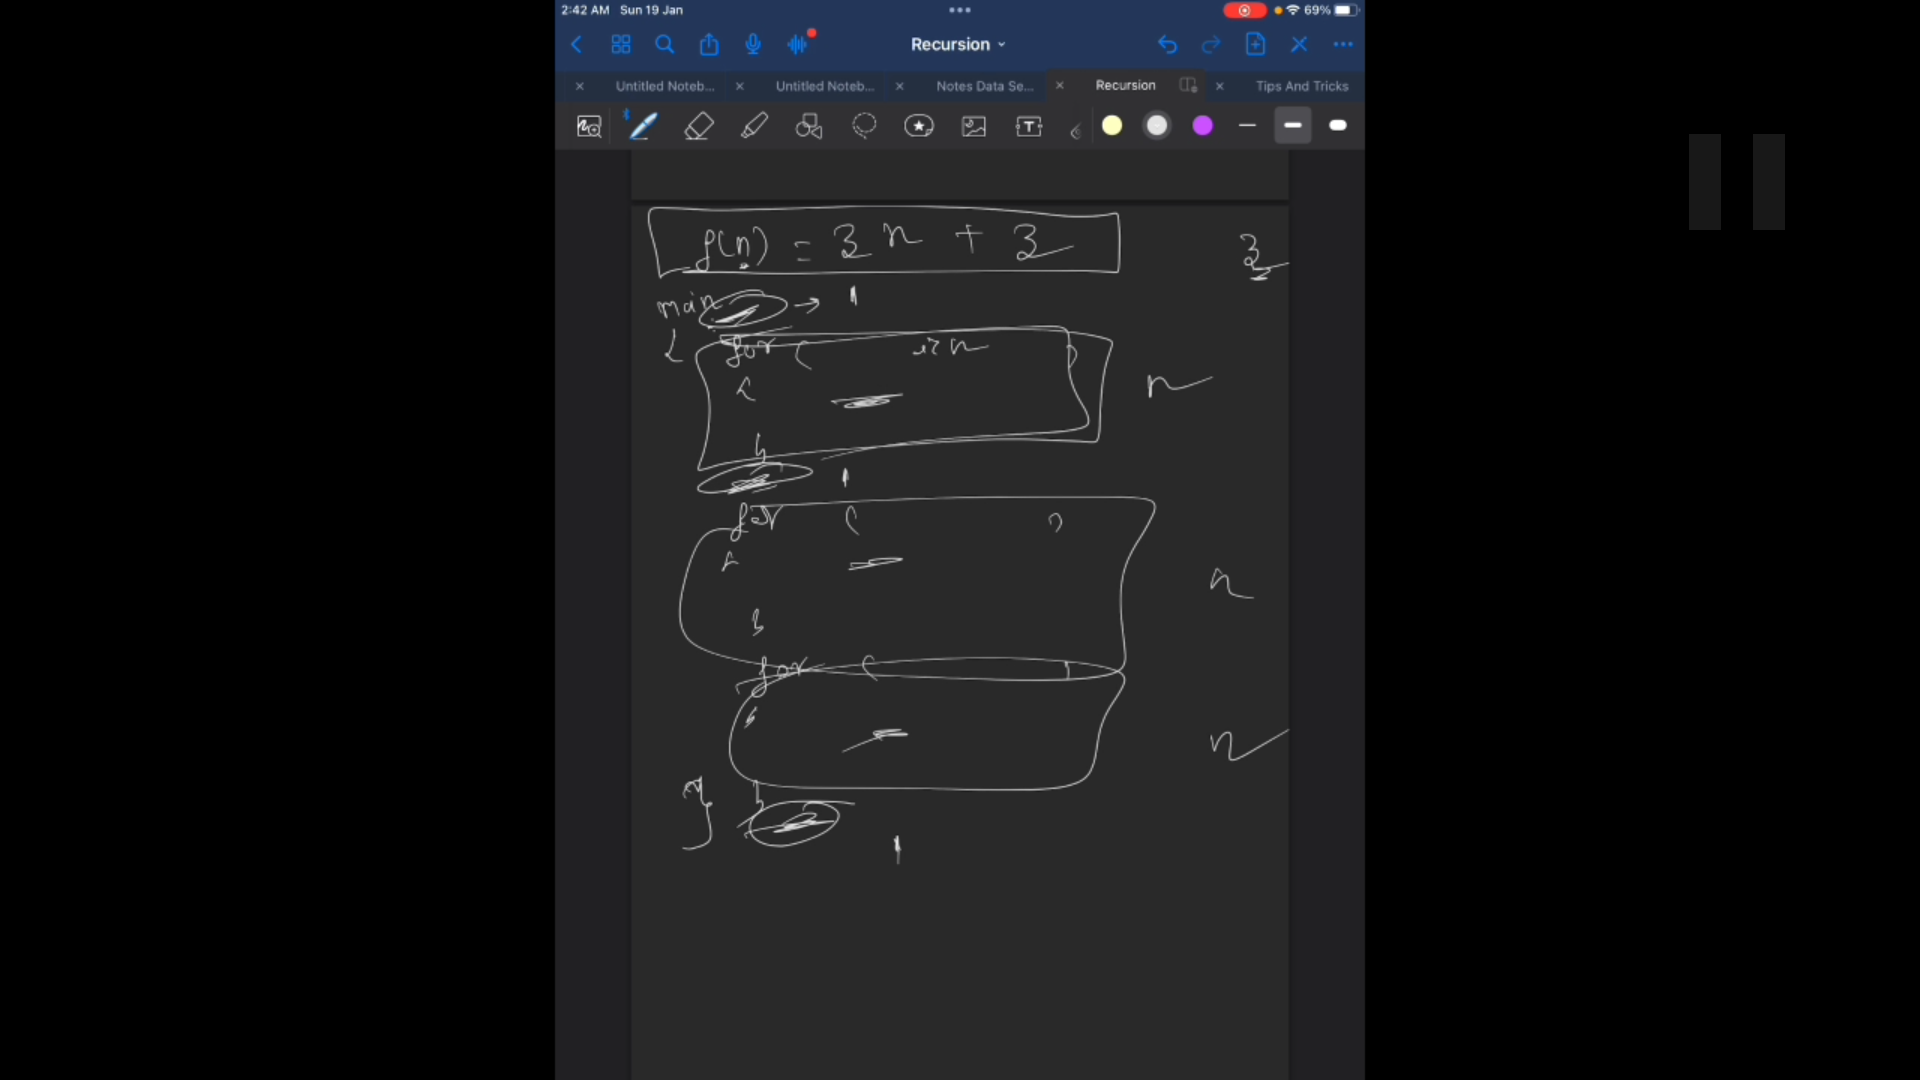 2:42 AM Sun 19 Jan
69%
Recursion
Untitled Noteb...
Untitled Noteb...
Notes Data Se...
Recursion
Tips And Tricks
T
f(n) = 3n + 3
3
main → 1
{
for ( i<n )
{
n
}
1
for ( )
{
n
}
for ( )
{
n
}
}
1